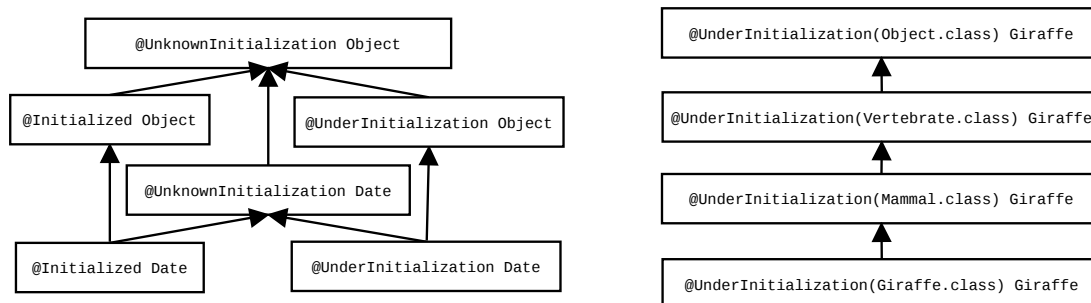 @UnknownInitialization Object
@Initialized Object
@UnderInitialization Object
@UnknownInitialization Date
@Initialized Date
@UnderInitialization Date
@UnderInitialization(Object.class) Giraffe
@UnderInitialization(Vertebrate.class) Giraffe
@UnderInitialization(Mammal.class) Giraffe
@UnderInitialization(Giraffe.class) Giraffe